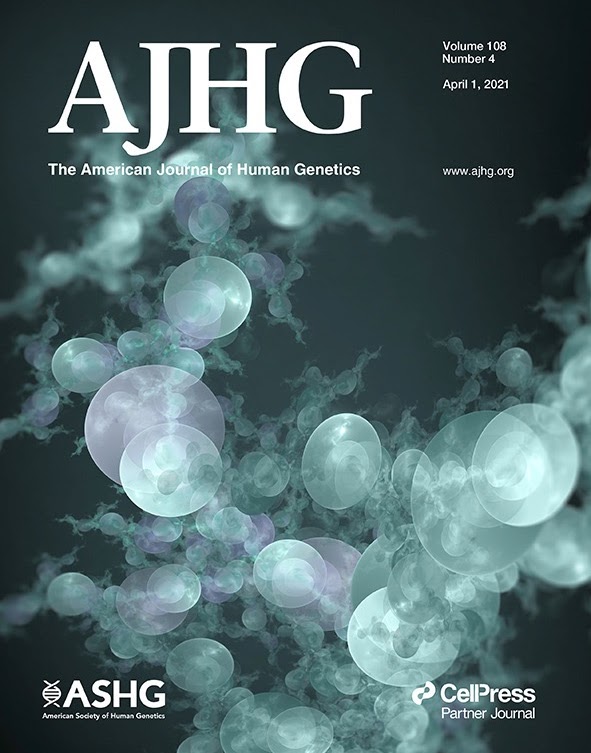 AJHG
The American Journal of Human Genetics
Volume 108
Number 4
April 1, 2021
www.ajhg.org
ASHG
American Society of Human Genetics
CellPress
Partner Journal